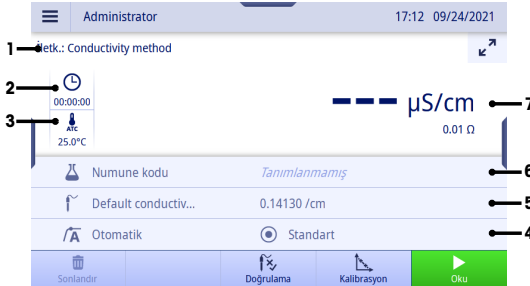 Administrator 17:12 09/24/2021
1 İletk.: Conductivity method
2 00:00:00
3 ATC
25.0°C
--- µS/cm 7
0.01 Ω
Numune kodu Tanımlanmamış 6
Default conductiv... 0.14130 /cm 5
A Otomatik Standart 4
Sonlandır Doğrulama Kalibrasyon Oku